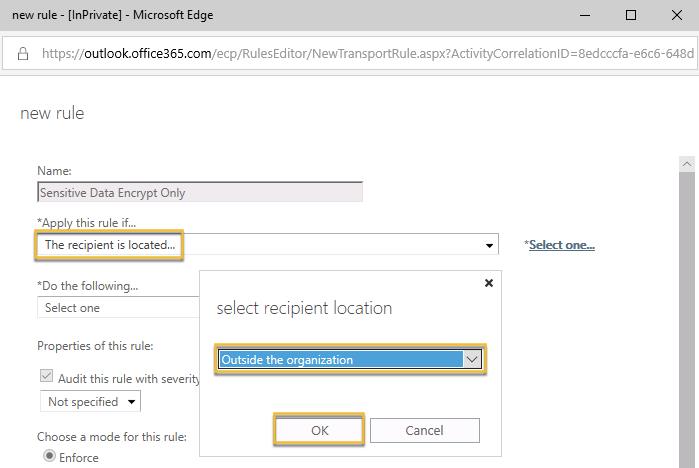 new rule - [InPrivate] - Microsoft Edge
https://outlook.office365.com/ecp/RulesEditor/NewTransportRule.aspx?ActivityCorrelationID=8edcccfa-e6c6-648d
new rule
Name:
Sensitive Data Encrypt Only
*Apply this rule if...
The recipient is located...
*Select one...
*Do the following...
Select one
select recipient location
Outside the organization
OK Cancel
Properties of this rule:
Audit this rule with severity
Not specified
Choose a mode for this rule:
Enforce